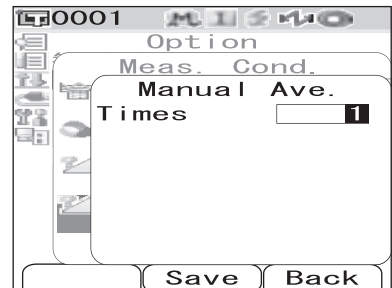 0001
Option
Meas. Cond.
Manual Ave.
Times 1
Save Back